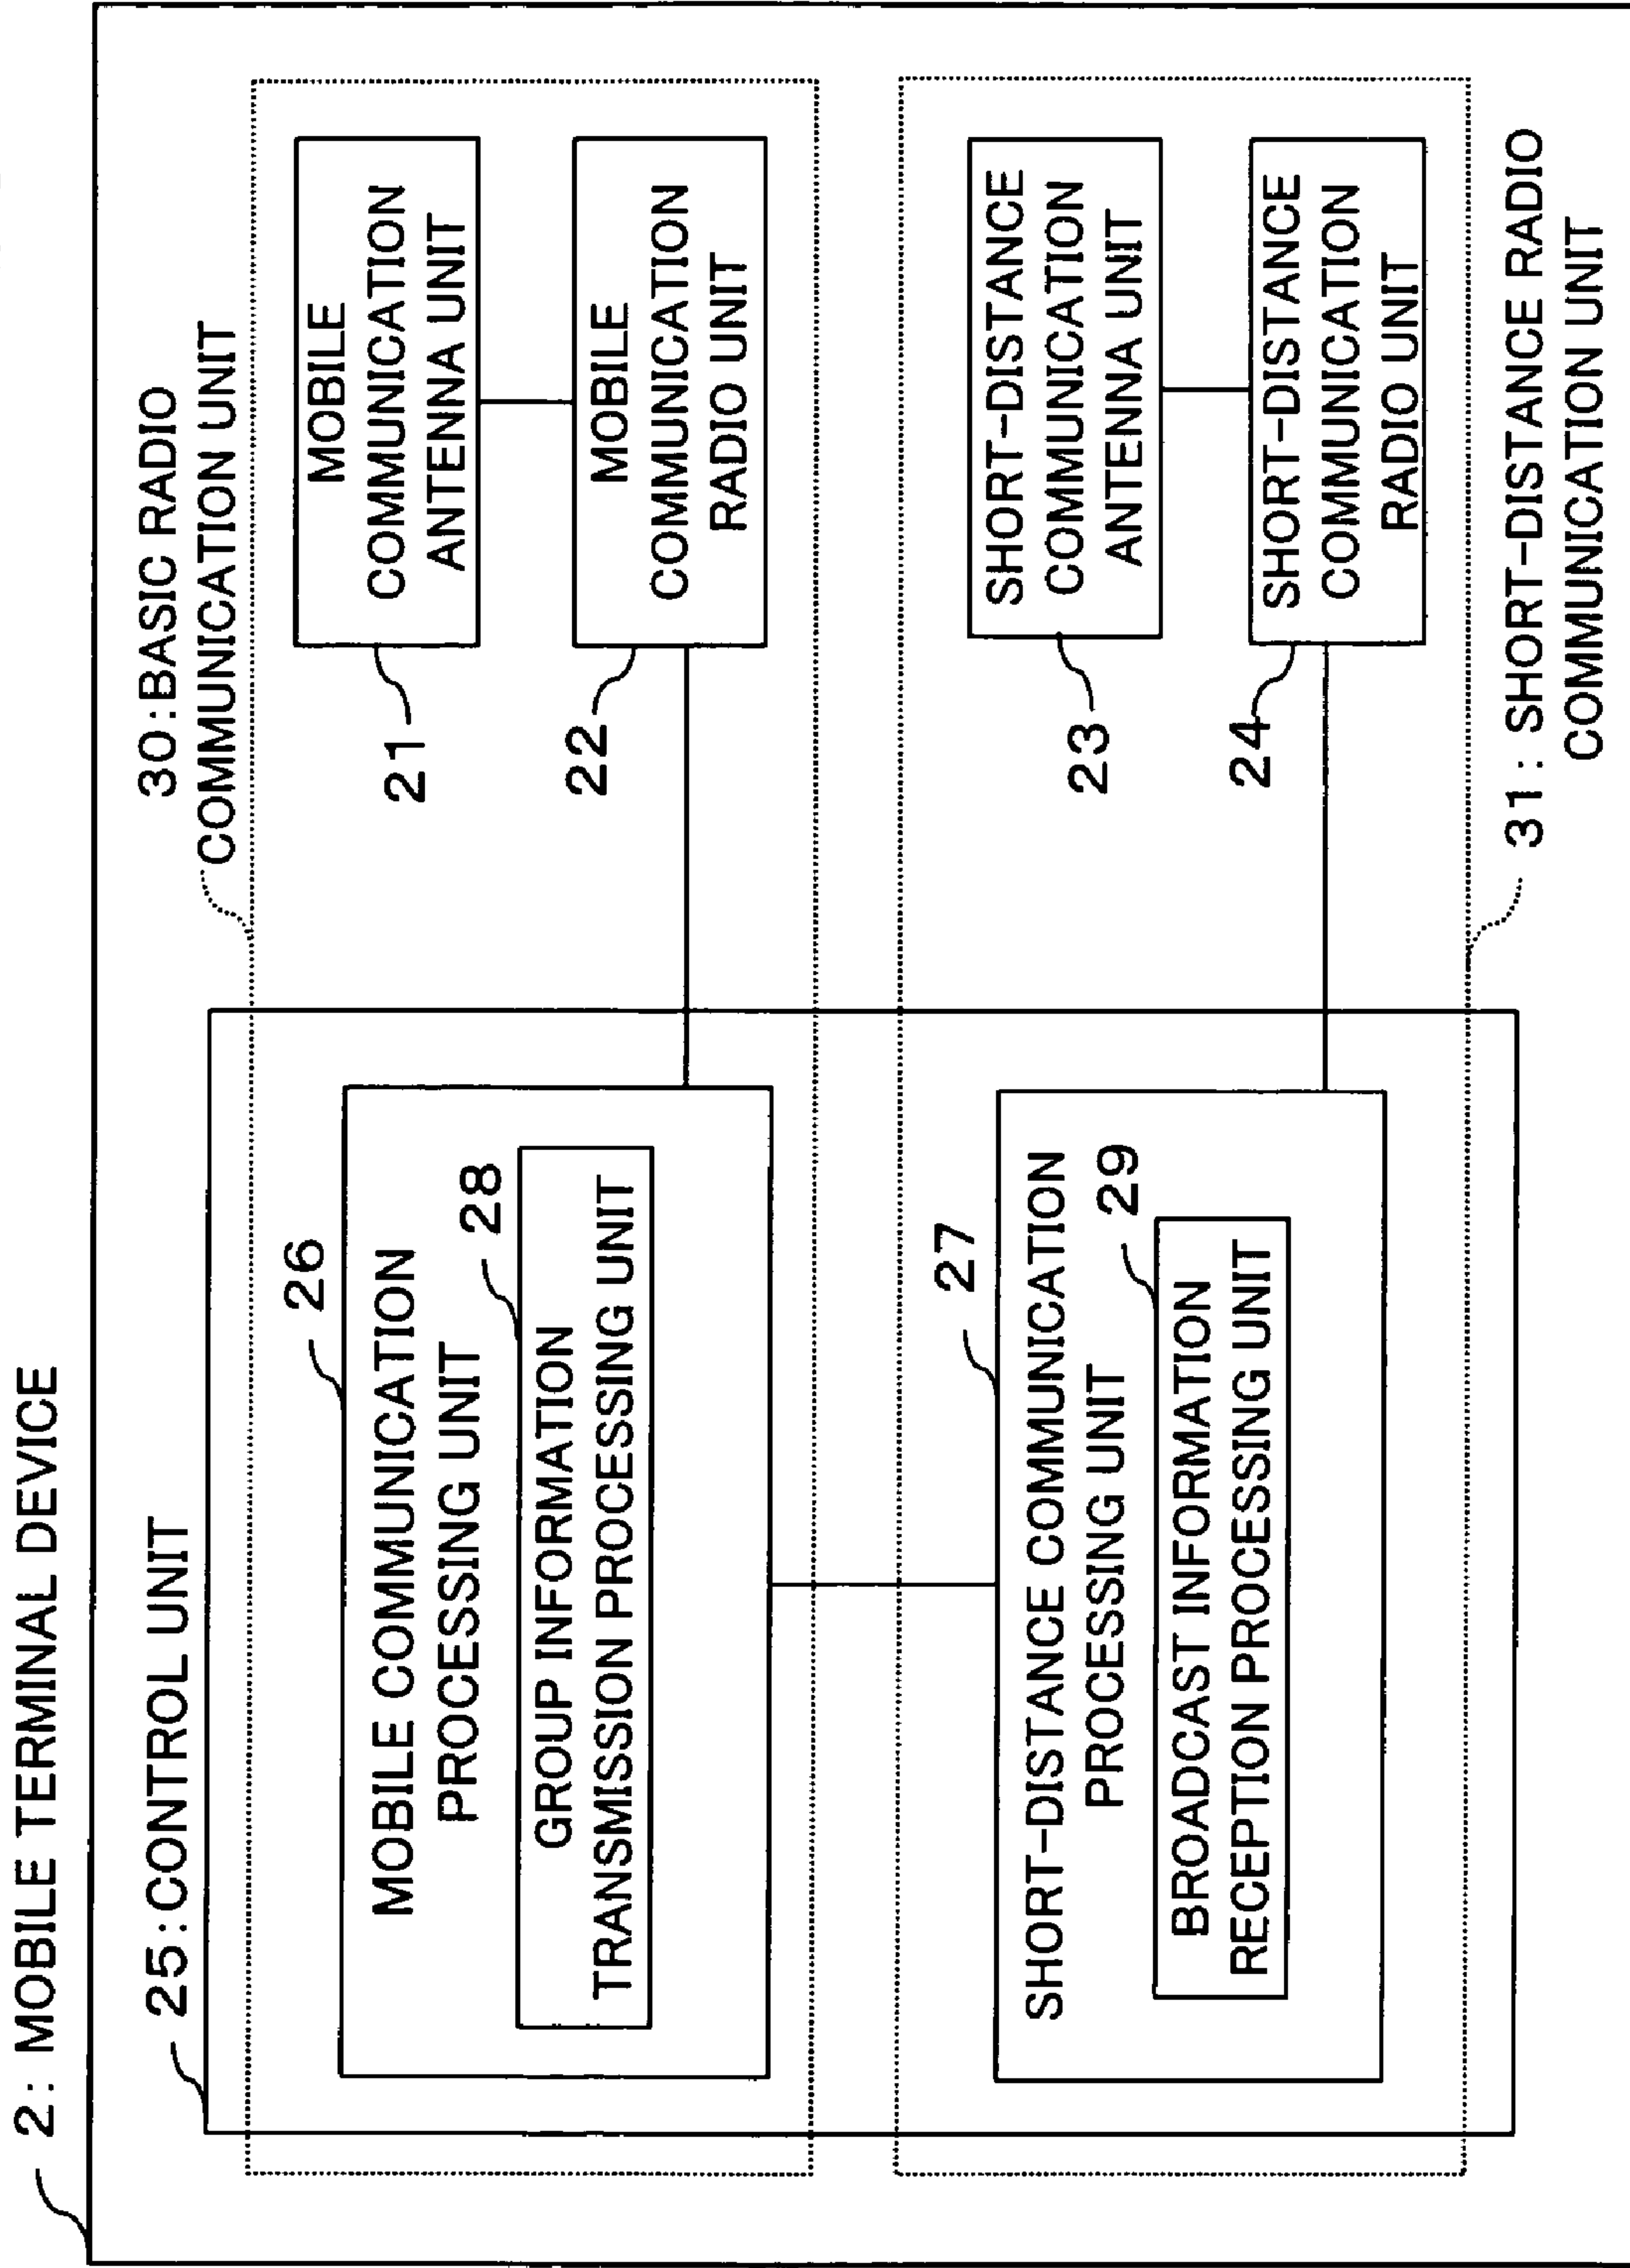 2: MOBILE TERMINAL DEVICE
25:CONTROL UNIT
30:BASIC RADIO
COMMUNICATION UNIT
26
MOBILE COMMUNICATION
PROCESSING UNIT
28
GROUP INFORMATION
TRANSMISSION PROCESSING UNIT
21
MOBILE
COMMUNICATION
ANTENNA UNIT
22
MOBILE
COMMUNICATION
RADIO UNIT
27
SHORT-DISTANCE COMMUNICATION
PROCESSING UNIT
29
BROADCAST INFORMATION
RECEPTION PROCESSING UNIT
23
SHORT-DISTANCE
COMMUNICATION
ANTENNA UNIT
24
SHORT-DISTANCE
COMMUNICATION
RADIO UNIT
31: SHORT-DISTANCE RADIO
COMMUNICATION UNIT